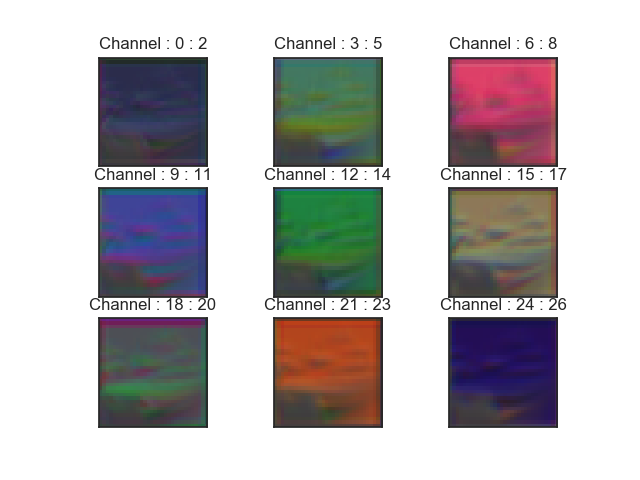 Channel : 0 : 2
Channel : 3 : 5
Channel : 6 : 8
Channel : 9 : 11
Channel : 12 : 14
Channel : 15 : 17
Channel : 18 : 20
Channel : 21 : 23
Channel : 24 : 26